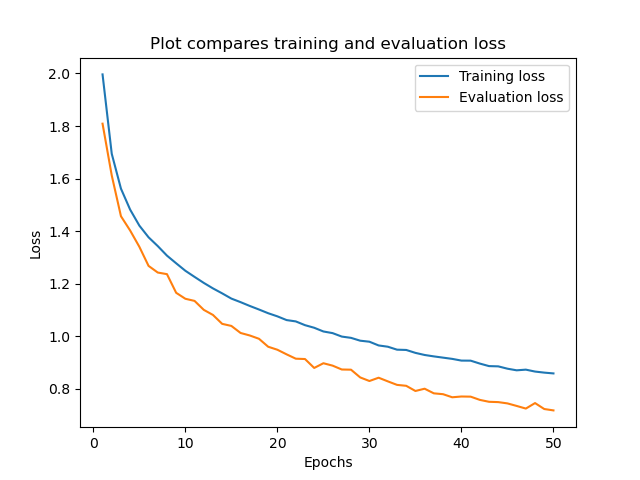 Plot compares training and evaluation loss
Training loss
Evaluation loss
2.0
1.8
1.6
1.4
1.2
1.0
0.8
Loss
0 10 20 30 40 50
Epochs